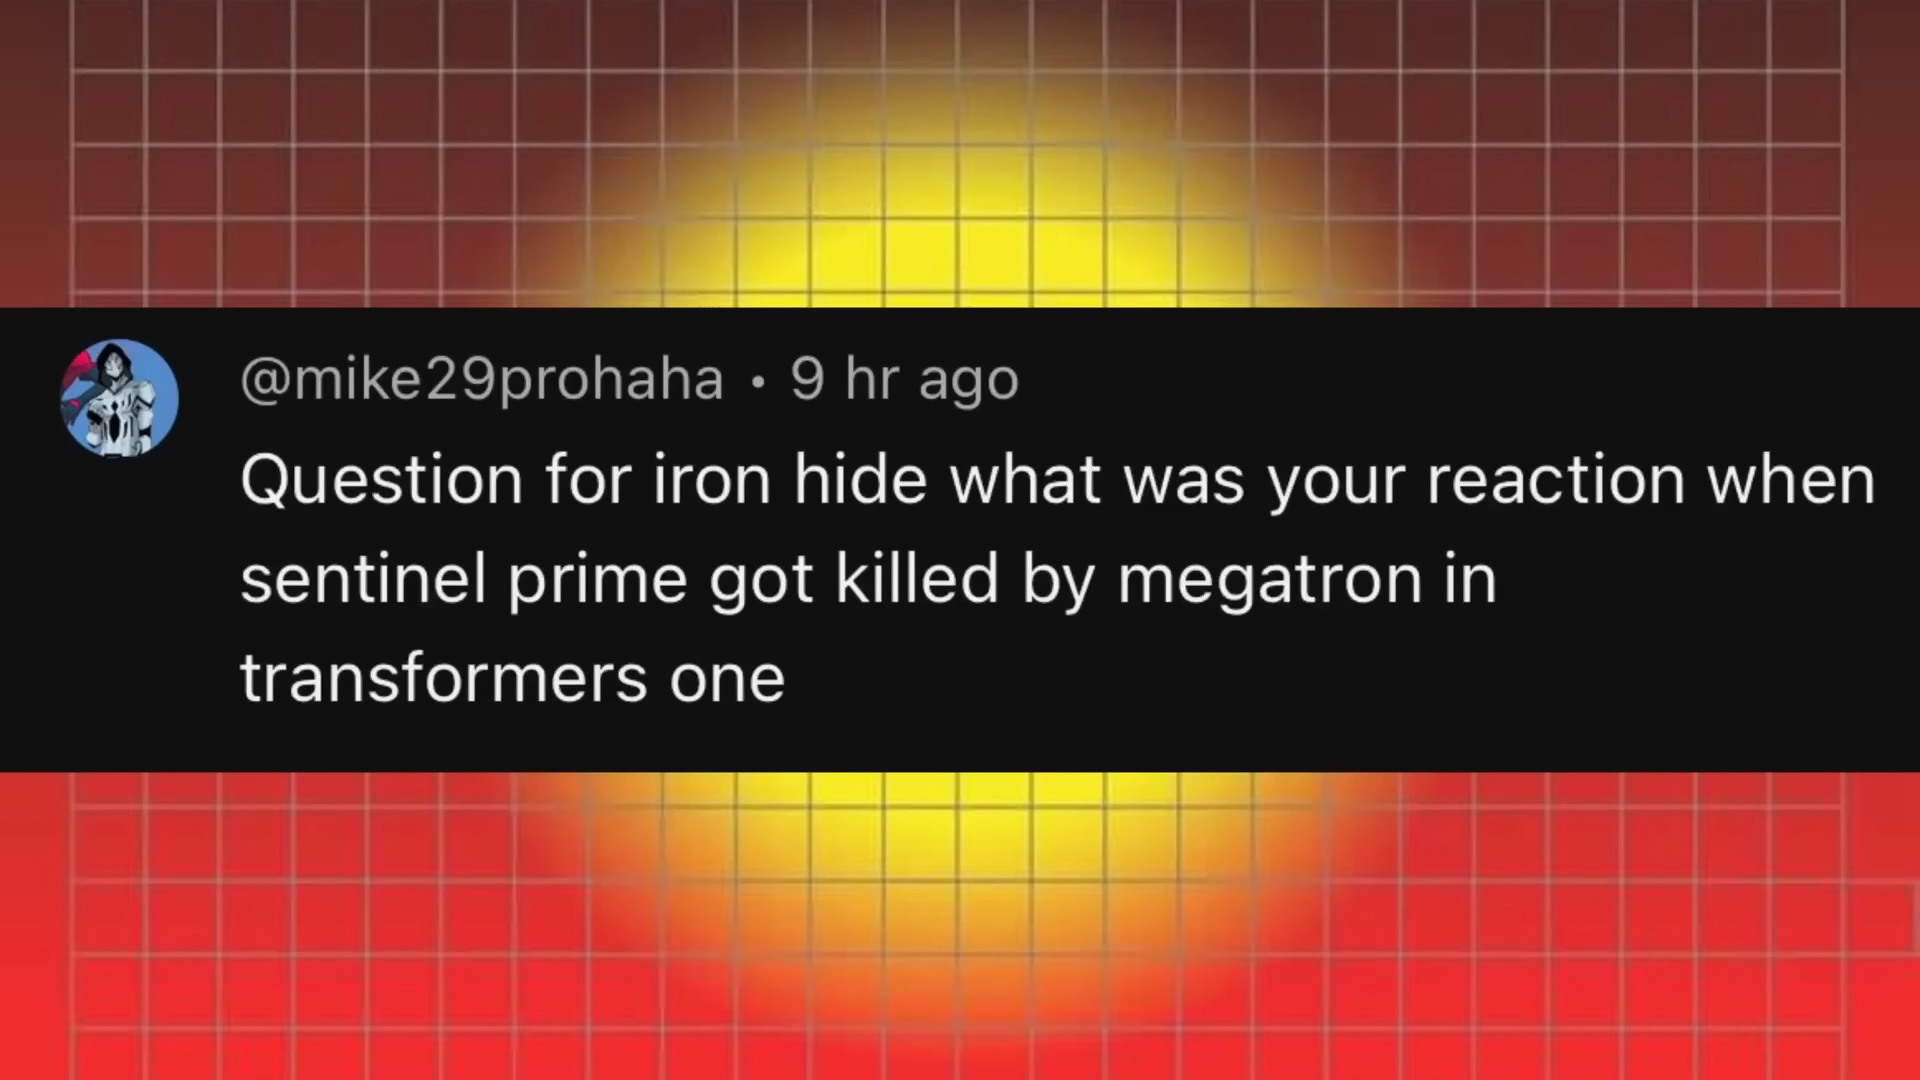 @mike29prohaha • 9 hr ago
Question for iron hide what was your reaction when
sentinel prime got killed by megatron in
transformers one